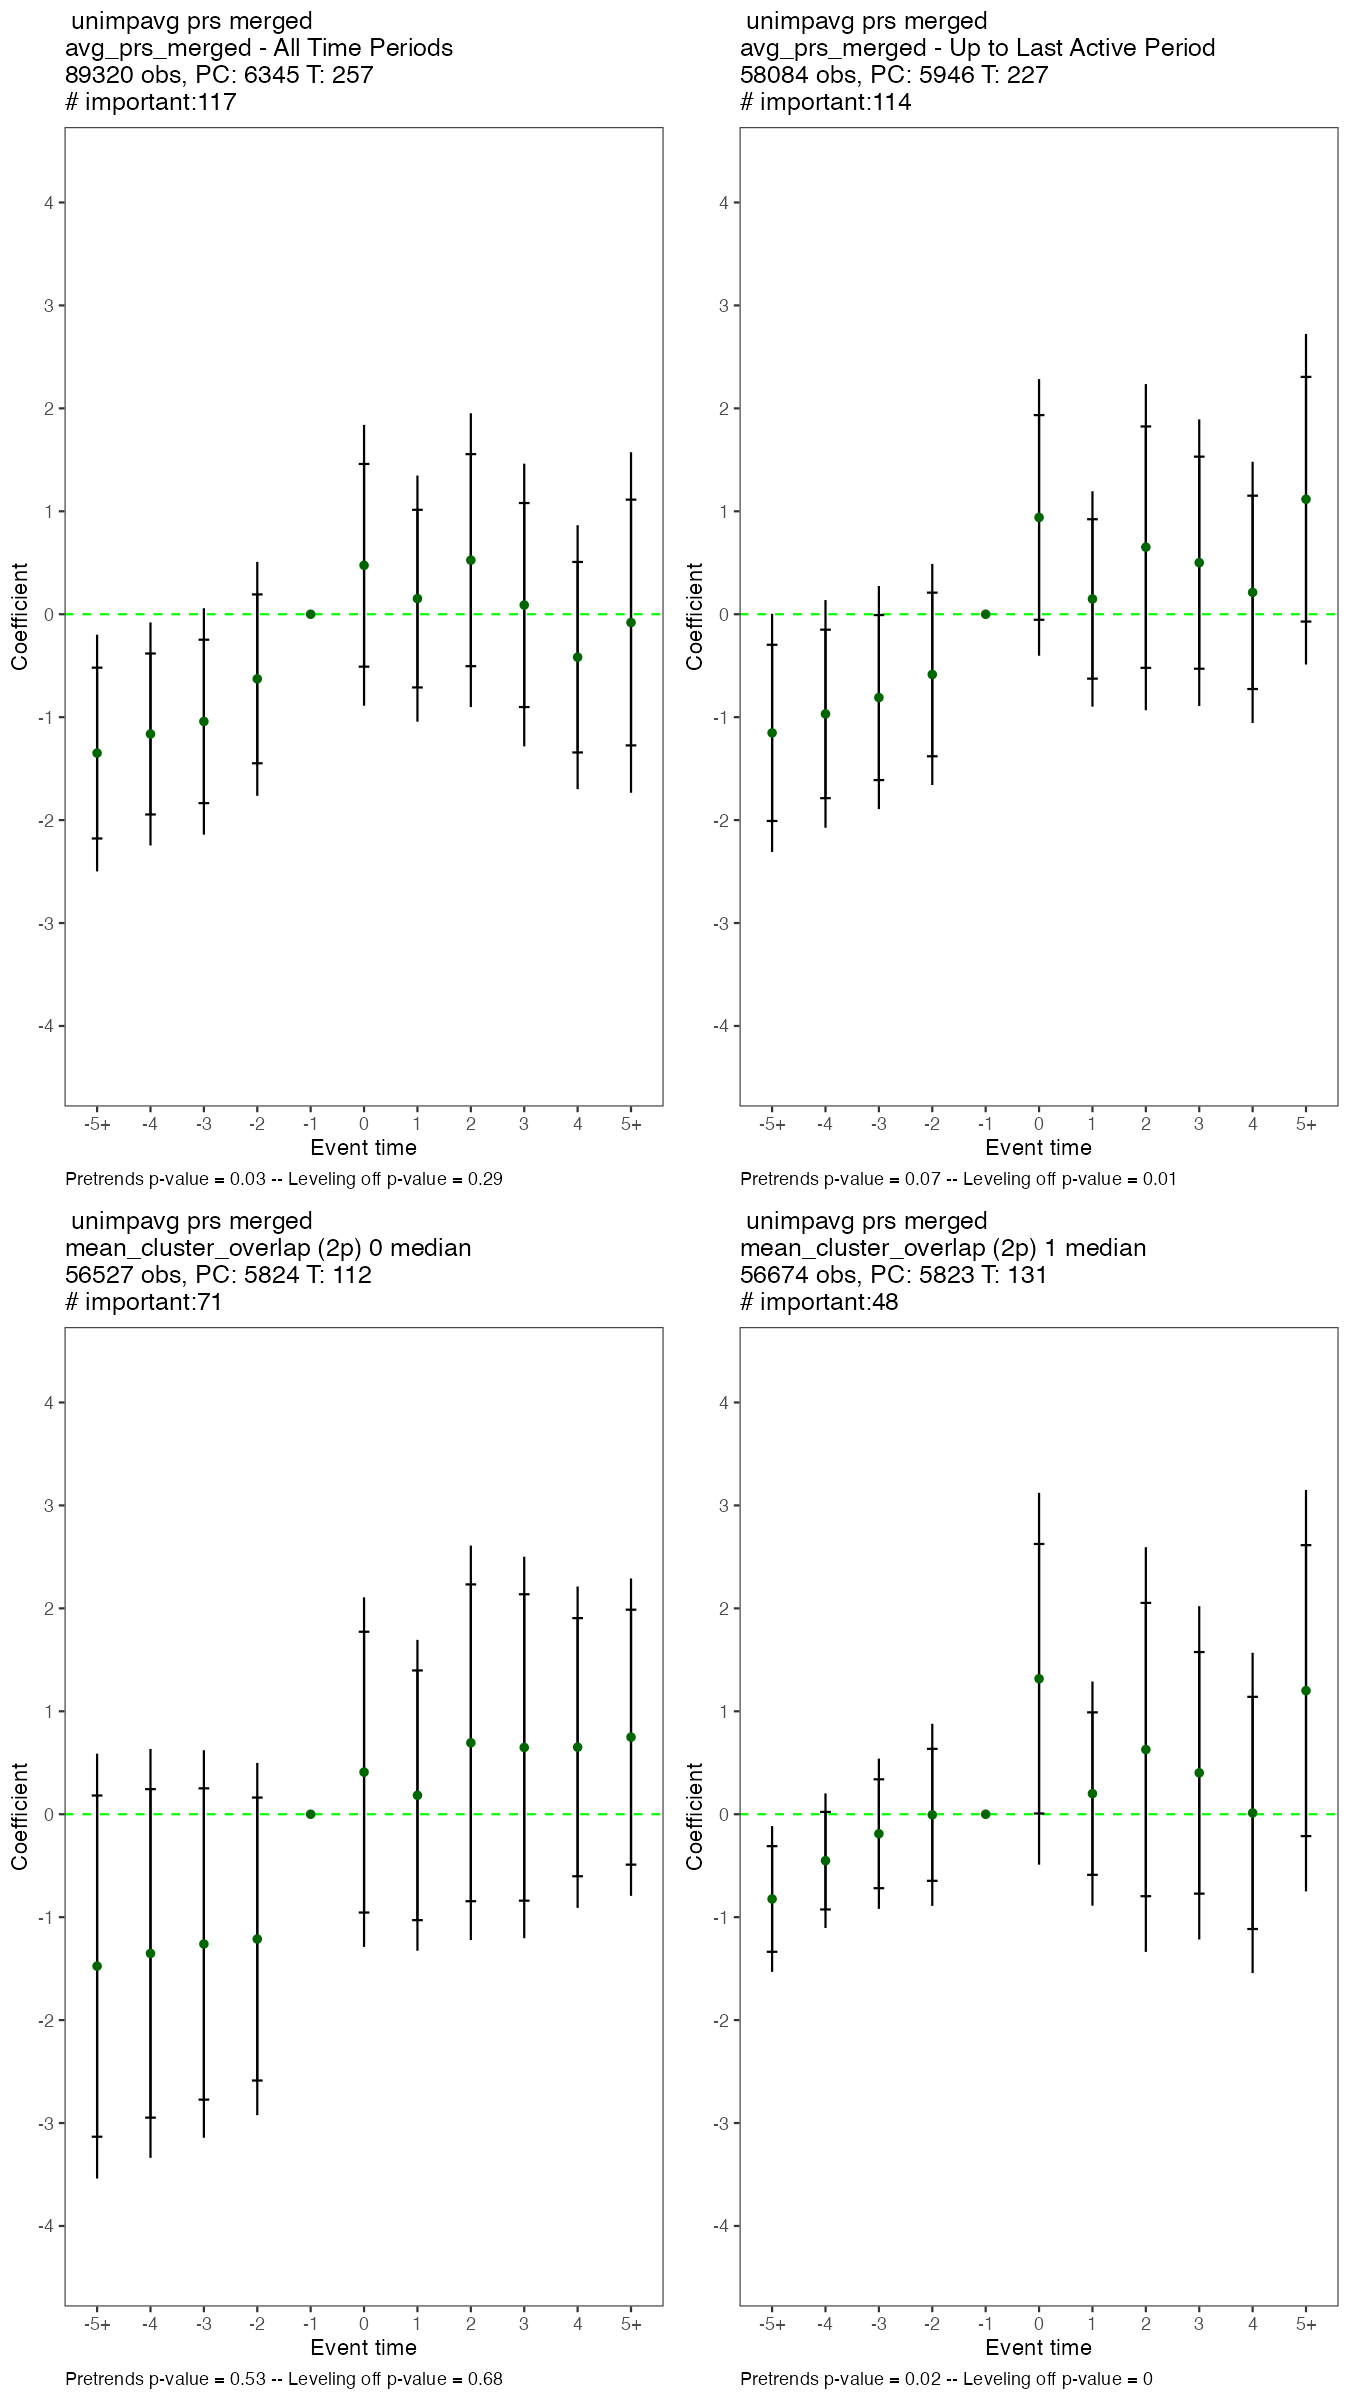 unimpavg prs merged
avg_prs_merged - All Time Periods
89320 obs, PC: 6345 T: 257
# important:117
Coefficient
4
3
2
1
0
-1
-2
-3
-4
-5+ -4 -3 -2 -1 0 1 2 3 4 5+
Event time
Pretrends p-value = 0.03 -- Leveling off p-value = 0.29
unimpavg prs merged
avg_prs_merged - Up to Last Active Period
58084 obs, PC: 5946 T: 227
# important:114
Coefficient
4
3
2
1
0
-1
-2
-3
-4
-5+ -4 -3 -2 -1 0 1 2 3 4 5+
Event time
Pretrends p-value = 0.07 -- Leveling off p-value = 0.01
unimpavg prs merged
mean_cluster_overlap (2p) 0 median
56527 obs, PC: 5824 T: 112
# important:71
Coefficient
4
3
2
1
0
-1
-2
-3
-4
-5+ -4 -3 -2 -1 0 1 2 3 4 5+
Event time
Pretrends p-value = 0.53 -- Leveling off p-value = 0.68
unimpavg prs merged
mean_cluster_overlap (2p) 1 median
56674 obs, PC: 5823 T: 131
# important:48
Coefficient
4
3
2
1
0
-1
-2
-3
-4
-5+ -4 -3 -2 -1 0 1 2 3 4 5+
Event time
Pretrends p-value = 0.02 -- Leveling off p-value = 0